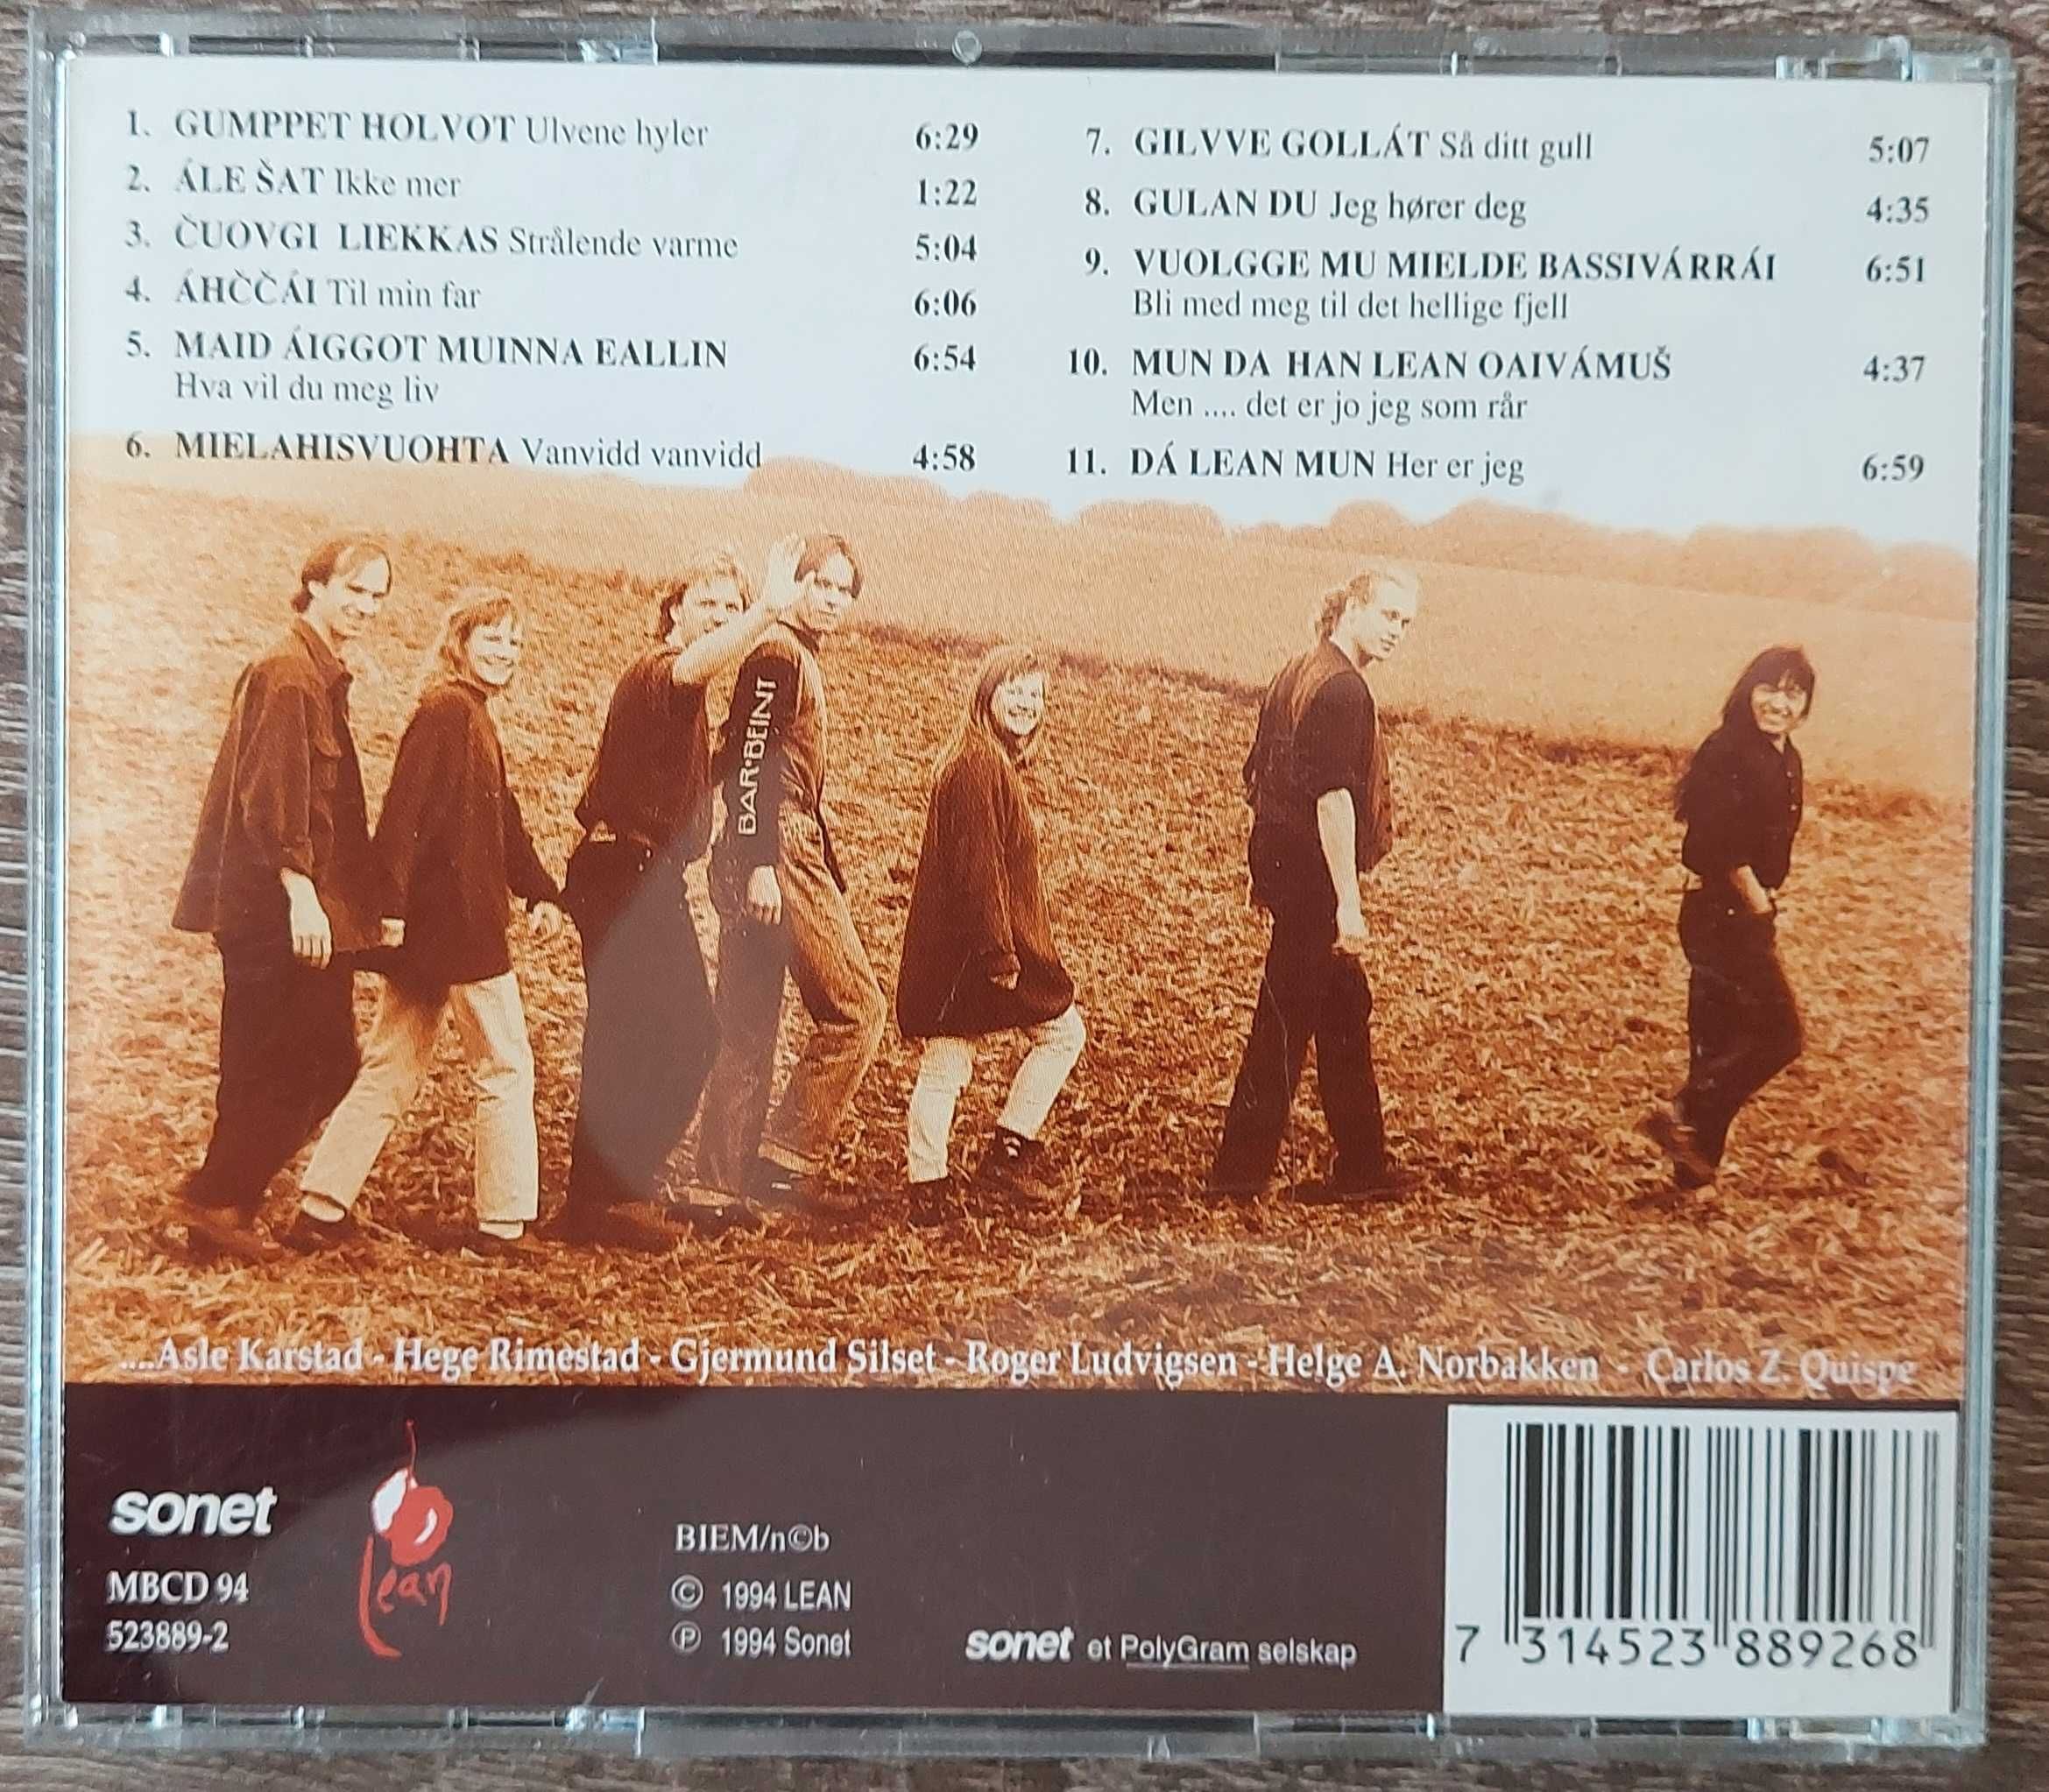 1. GUMPPET HOLVOT Ulvene hyler 6:29
2. ÁLE ŠAT Ikke mer 1:22
3. ČUOVGI LIEKKAS Strålende varme 5:04
4. ÁHČČÁI Til min far 6:06
5. MAID ÁIGGOT MUINNA EALLIN 6:54
Hva vil du meg liv
6. MIELAHISVUOHTA Vanvidd vanvidd 4:58
7. GILVVE GOLLÁT Så ditt gull 5:07
8. GULAN DU Jeg hører deg 4:35
9. VUOLGGE MU MIELDE BASSIVÁRRÁI 6:51
Bli med meg til det hellige fjell
10. MUN DA HAN LEAN OAIVÁMUŠ 4:37
Men .... det er jo jeg som rår
11. DÁ LEAN MUN Her er jeg 6:59
BAR·BEINT
....Asle Karstad - Hege Rimestad - Gjermund Silset - Roger Ludvigsen - Helge A. Norbakken - Carlos Z. Quispe
sonet
MBCD 94
523889-2
Lean
BIEM/n©b
© 1994 LEAN
℗ 1994 Sonet
sonet et PolyGram selskap
7 314523 889268